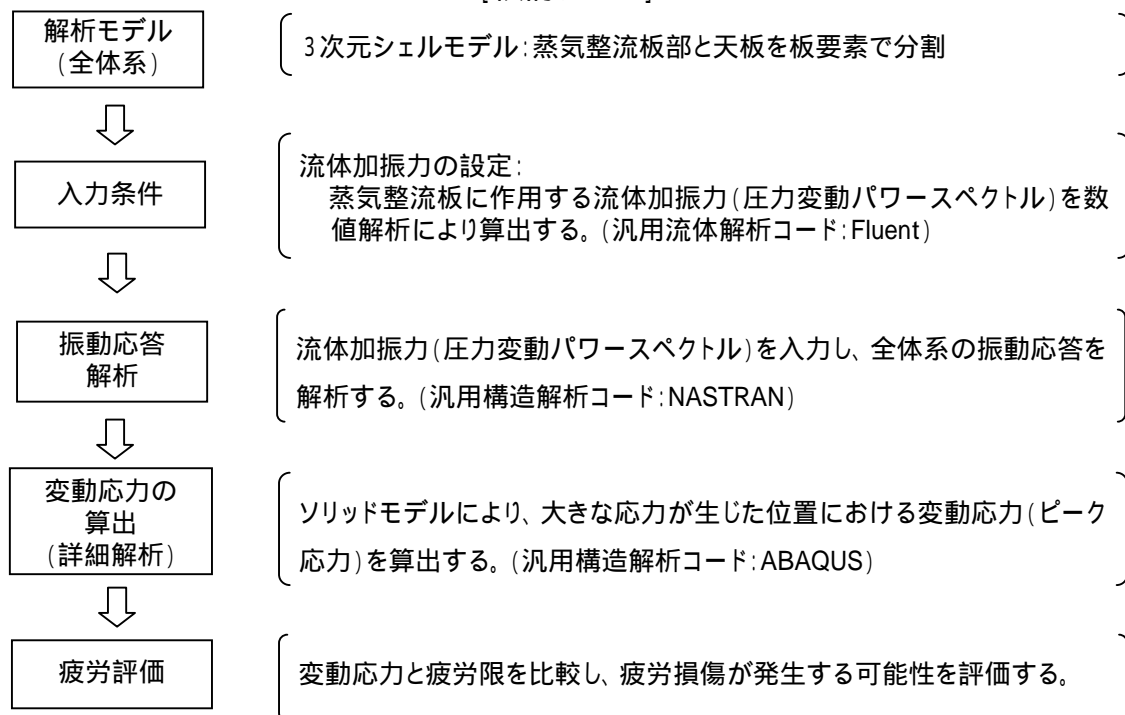 解析モデル
(全体系)
3次元シェルモデル:蒸気整流板部と天板を板要素で分割
入力条件
流体加振力の設定:
蒸気整流板に作用する流体加振力(圧力変動パワースペクトル)を数
値解析により算出する。(汎用流体解析コード:Fluent)
振動応答
解析
流体加振力(圧力変動パワースペクトル)を入力し、全体系の振動応答を
解析する。(汎用構造解析コード:NASTRAN)
変動応力の
算出
(詳細解析)
ソリッドモデルにより、大きな応力が生じた位置における変動応力(ピーク
応力)を算出する。(汎用構造解析コード:ABAQUS)
疲労評価
変動応力と疲労限を比較し、疲労損傷が発生する可能性を評価する。